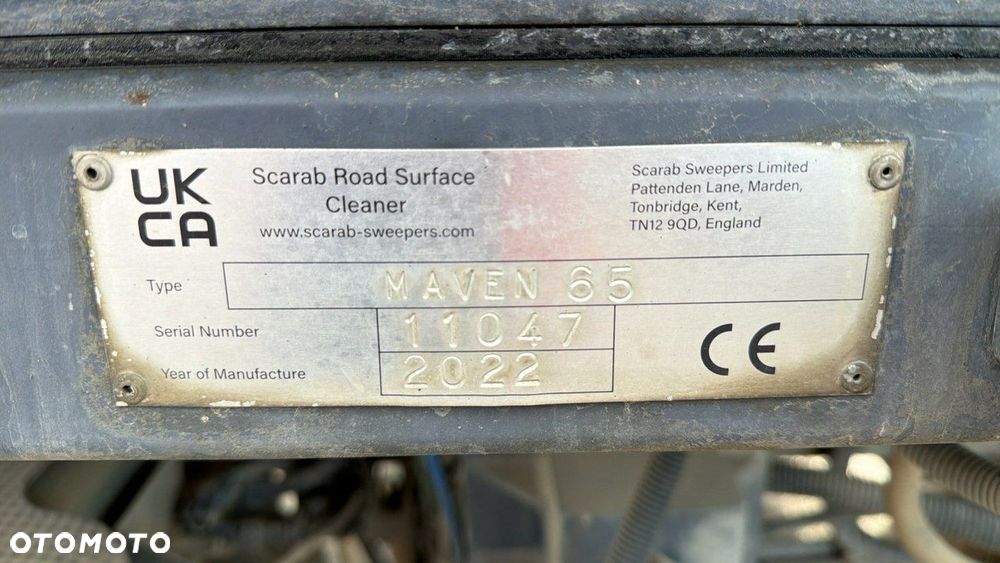 UK
CA
Scarab Road Surface
Cleaner
www.scarab-sweepers.com
Scarab Sweepers Limited
Pattenden Lane, Marden,
Tonbridge, Kent,
TN12 9QD, England
Type MAVEN 65
Serial Number 11047
Year of Manufacture 2022
CE
OTOMOTO